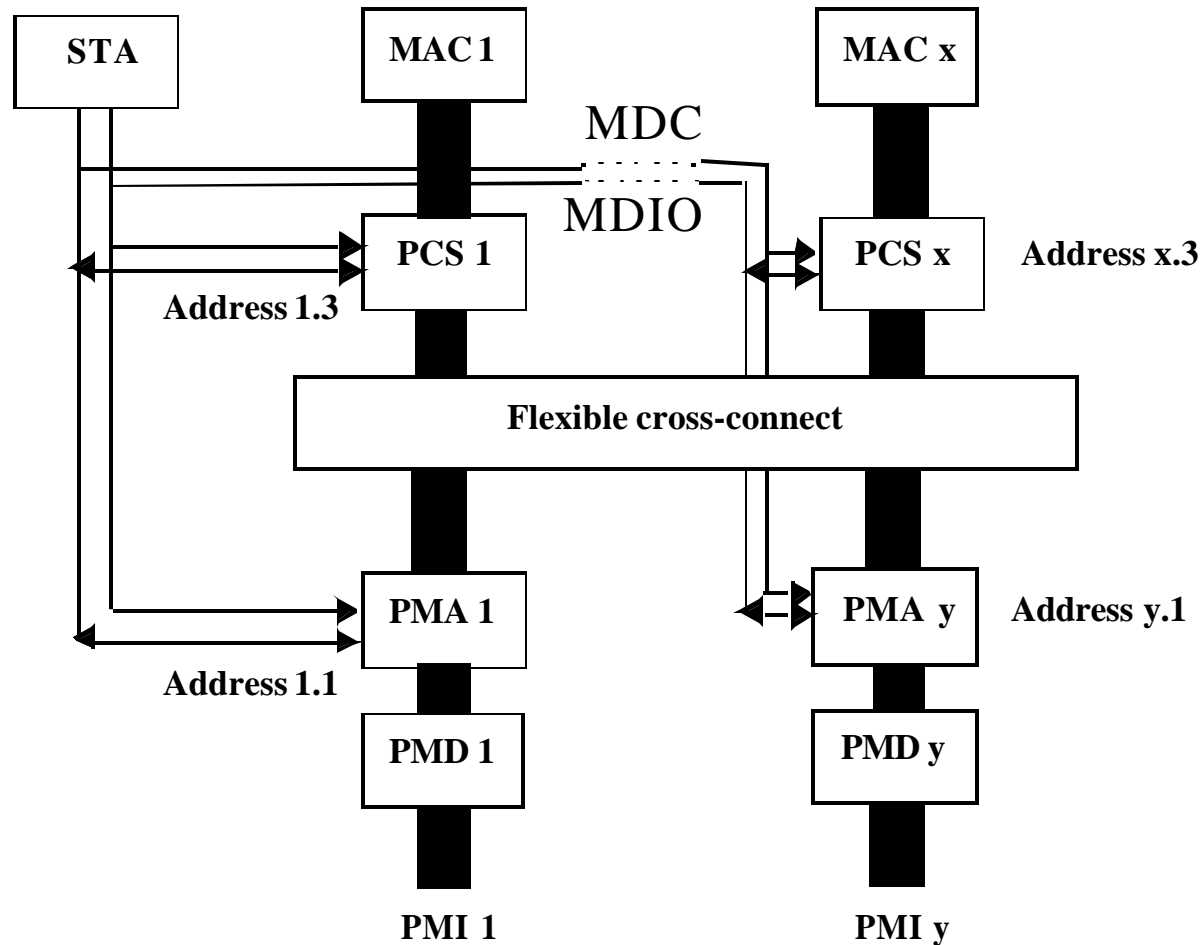 STA
MAC 1
MAC x
MDC
MDIO
PCS 1
PCS x
Address x.3
Address 1.3
Flexible cross-connect
PMA 1
PMA y
Address y.1
Address 1.1
PMD 1
PMD y
PMI 1
PMI y